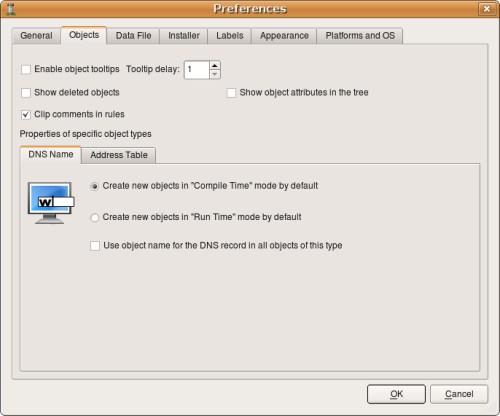 Preferences
General Objects Data File Installer Labels Appearance Platforms and OS
Enable object tooltips Tooltip delay: 1
Show deleted objects Show object attributes in the tree
Clip comments in rules
Properties of specific object types
DNS Name Address Table
Create new objects in "Compile Time" mode by default
w
Create new objects in "Run Time" mode by default
Use object name for the DNS record in all objects of this type
OK Cancel